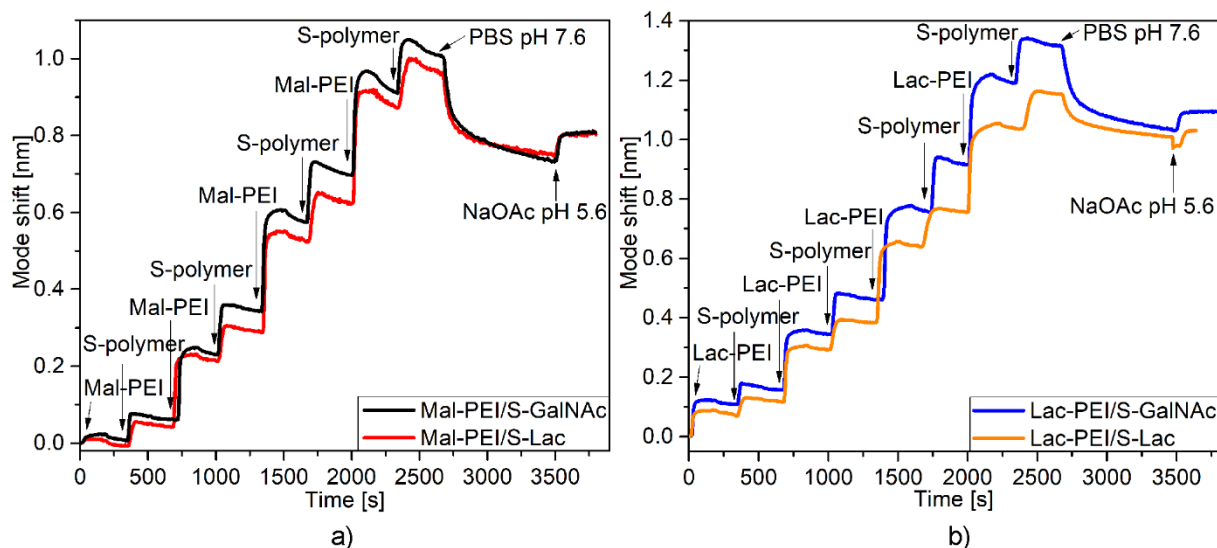 S-polymer
PBS pH 7.6
Mal-PEI
S-polymer
Mal-PEI
S-polymer
Mal-PEI
S-polymer
Mal-PEI
NaOAc pH 5.6
Mal-PEI/S-GalNAc
Mal-PEI/S-Lac
Mode shift [nm]
1.0
0.8
0.6
0.4
0.2
0.0
0 500 1000 1500 2000 2500 3000 3500
Time [s]
a)
S-polymer
PBS pH 7.6
Lac-PEI
S-polymer
Lac-PEI
S-polymer
Lac-PEI
S-polymer
Lac-PEI
NaOAc pH 5.6
Lac-PEI/S-GalNAc
Lac-PEI/S-Lac
Mode shift [nm]
1.4
1.2
1.0
0.8
0.6
0.4
0.2
0.0
0 500 1000 1500 2000 2500 3000 3500
Time [s]
b)